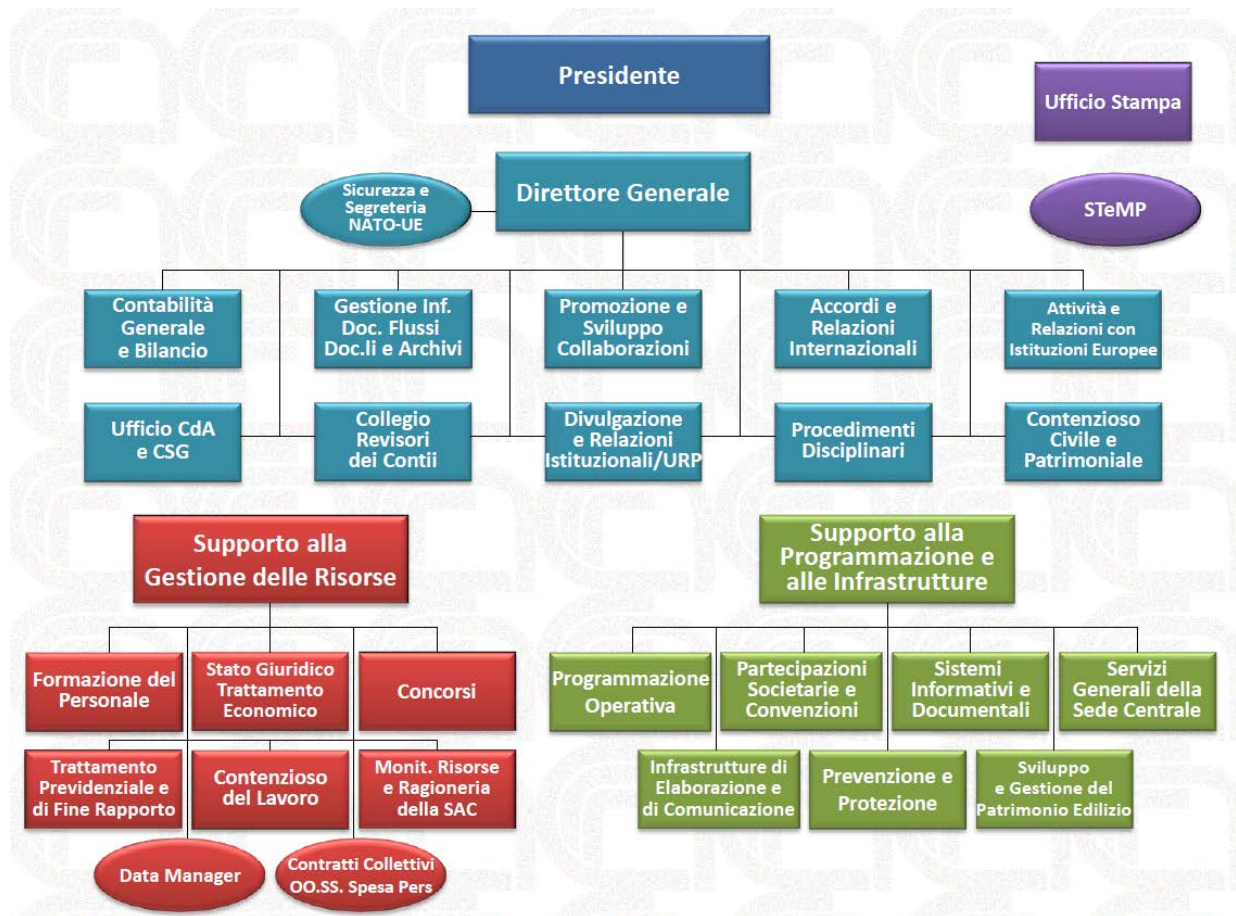 Presidente
Ufficio Stampa
Direttore Generale
Sicurezza e
Segreteria
NATO-UE
STeMP
Contabilità
Generale
e Bilancio
Gestione Inf.
Doc. Flussi
Doc.li e Archivi
Promozione e
Sviluppo
Collaborazioni
Accordi e
Relazioni
Internazionali
Attività e
Relazioni con
Istituzioni Europee
Ufficio CdA
e CSG
Collegio
Revisori
dei Contii
Divulgazione
e Relazioni
Istituzionali/URP
Procedimenti
Disciplinari
Contenzioso
Civile e
Patrimoniale
Supporto alla
Gestione delle Risorse
Supporto alla
Programmazione e
alle Infrastrutture
Formazione del
Personale
Stato Giuridico
Trattamento
Economico
Concorsi
Programmazione
Operativa
Partecipazioni
Societarie e
Convenzioni
Sistemi
Informativi e
Documentali
Servizi
Generali della
Sede Centrale
Trattamento
Previdenziale e
di Fine Rapporto
Contenzioso
del Lavoro
Monit. Risorse
e Ragioneria
della SAC
Infrastrutture di
Elaborazione e
di Comunicazione
Prevenzione e
Protezione
Sviluppo
e Gestione del
Patrimonio Edilizio
Data Manager
Contratti Collettivi
OO.SS. Spesa Pers